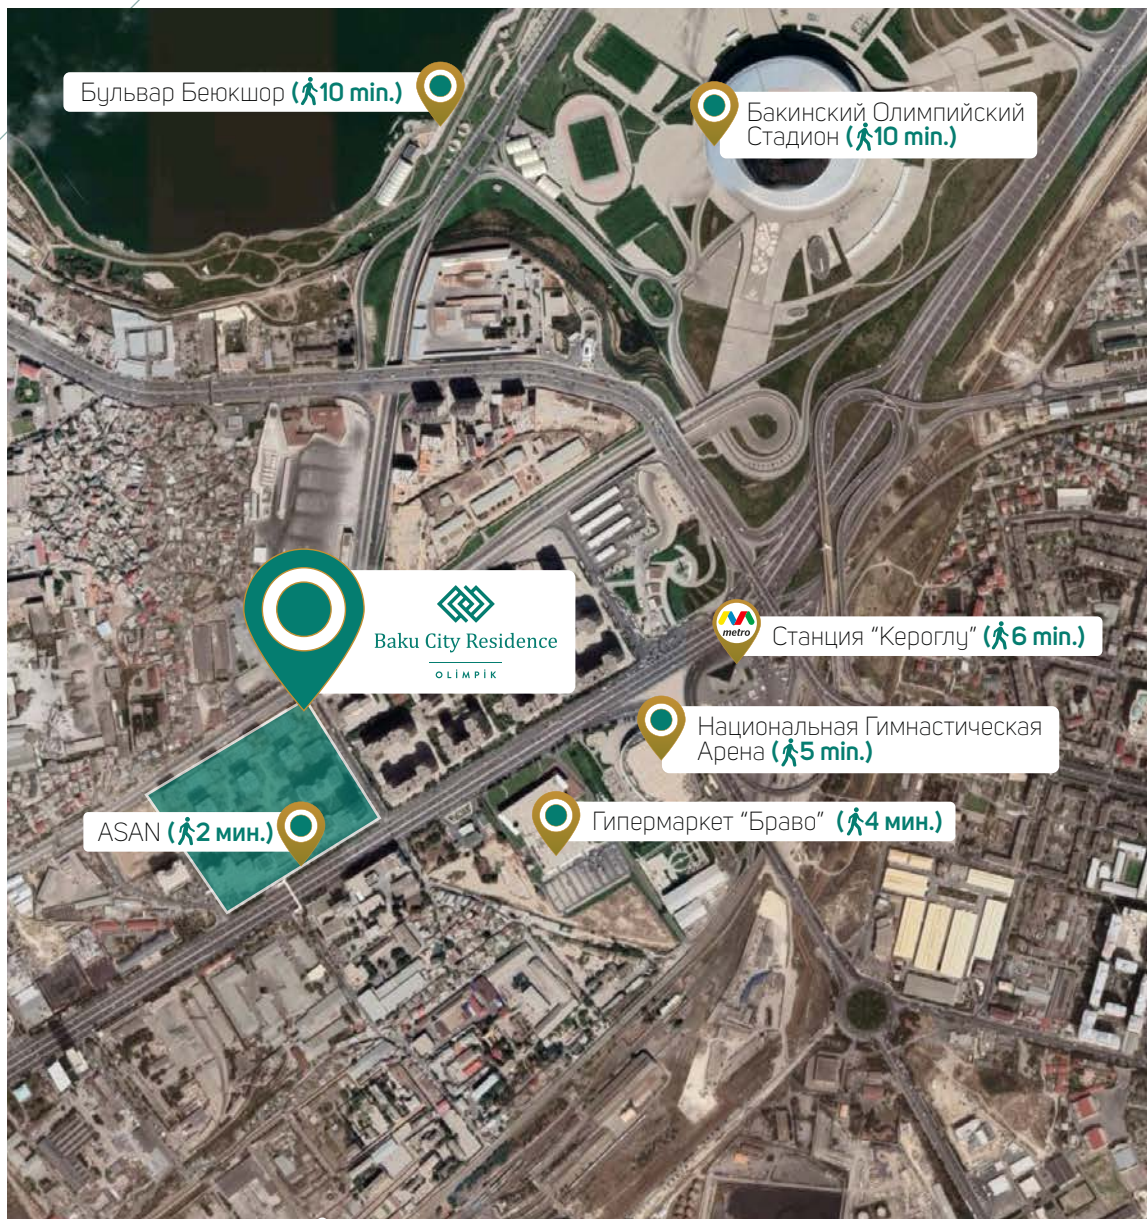 Бульвар Беюкшор (10 min.)
Бакинский Олимпийский
Стадион (10 min.)
Baku City Residence
OLİMPİK
metro
Станция "Кероглу" (6 min.)
Национальная Гимнастическая
Арена (5 min.)
ASAN (2 мин.)
Гипермаркет "Браво" (4 мин.)